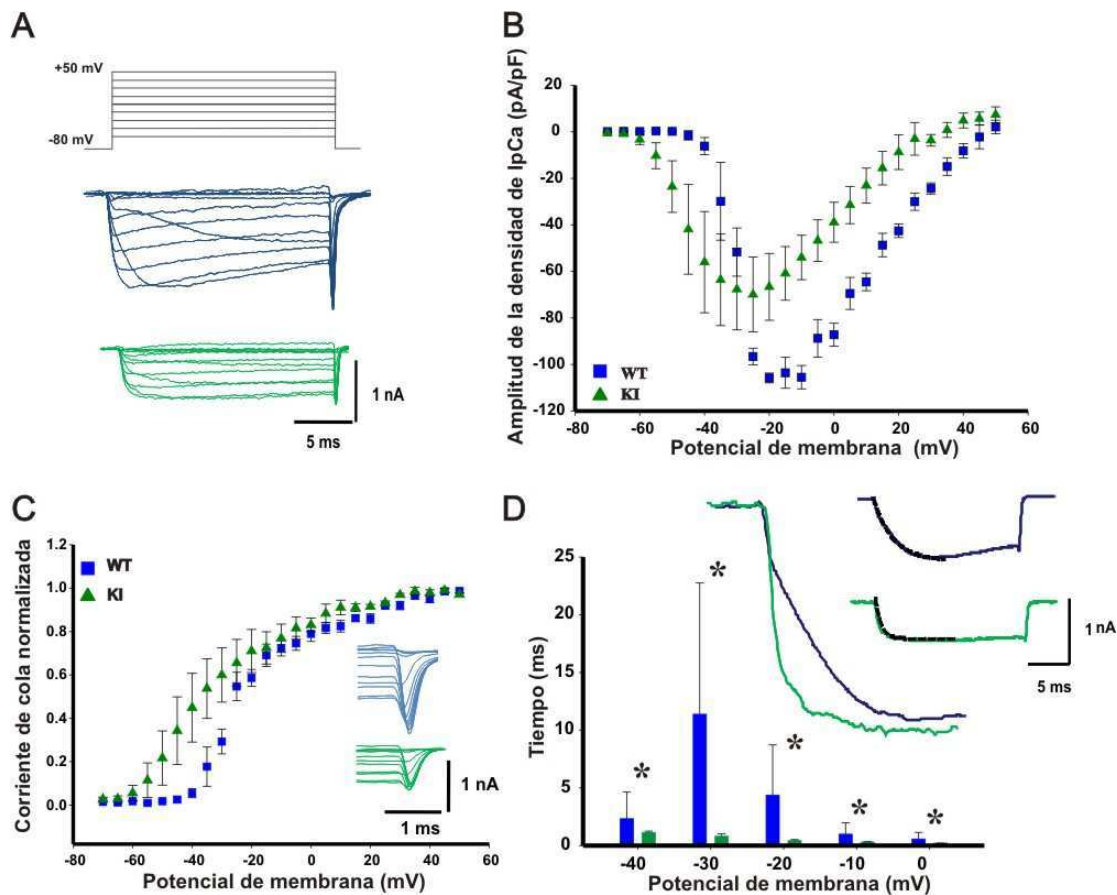 A
+50 mV
-80 mV
1 nA
5 ms
B
Amplitud de la densidad de IpCa (pA/pF)
20
0
-20
-40
-60
-80
-100
-120
WT
KI
-80
-60
-40
-20
0
20
40
60
Potencial de membrana (mV)
C
Corriente de cola normalizada
1.2
1.0
0.8
0.6
0.4
0.2
0.0
WT
KI
1 nA
1 ms
-80
-60
-40
-20
0
20
40
60
Potencial de membrana (mV)
D
Tiempo (ms)
25
20
15
10
5
0
*
*
*
*
*
1 nA
5 ms
-40
-30
-20
-10
0
Potencial de membrana (mV)